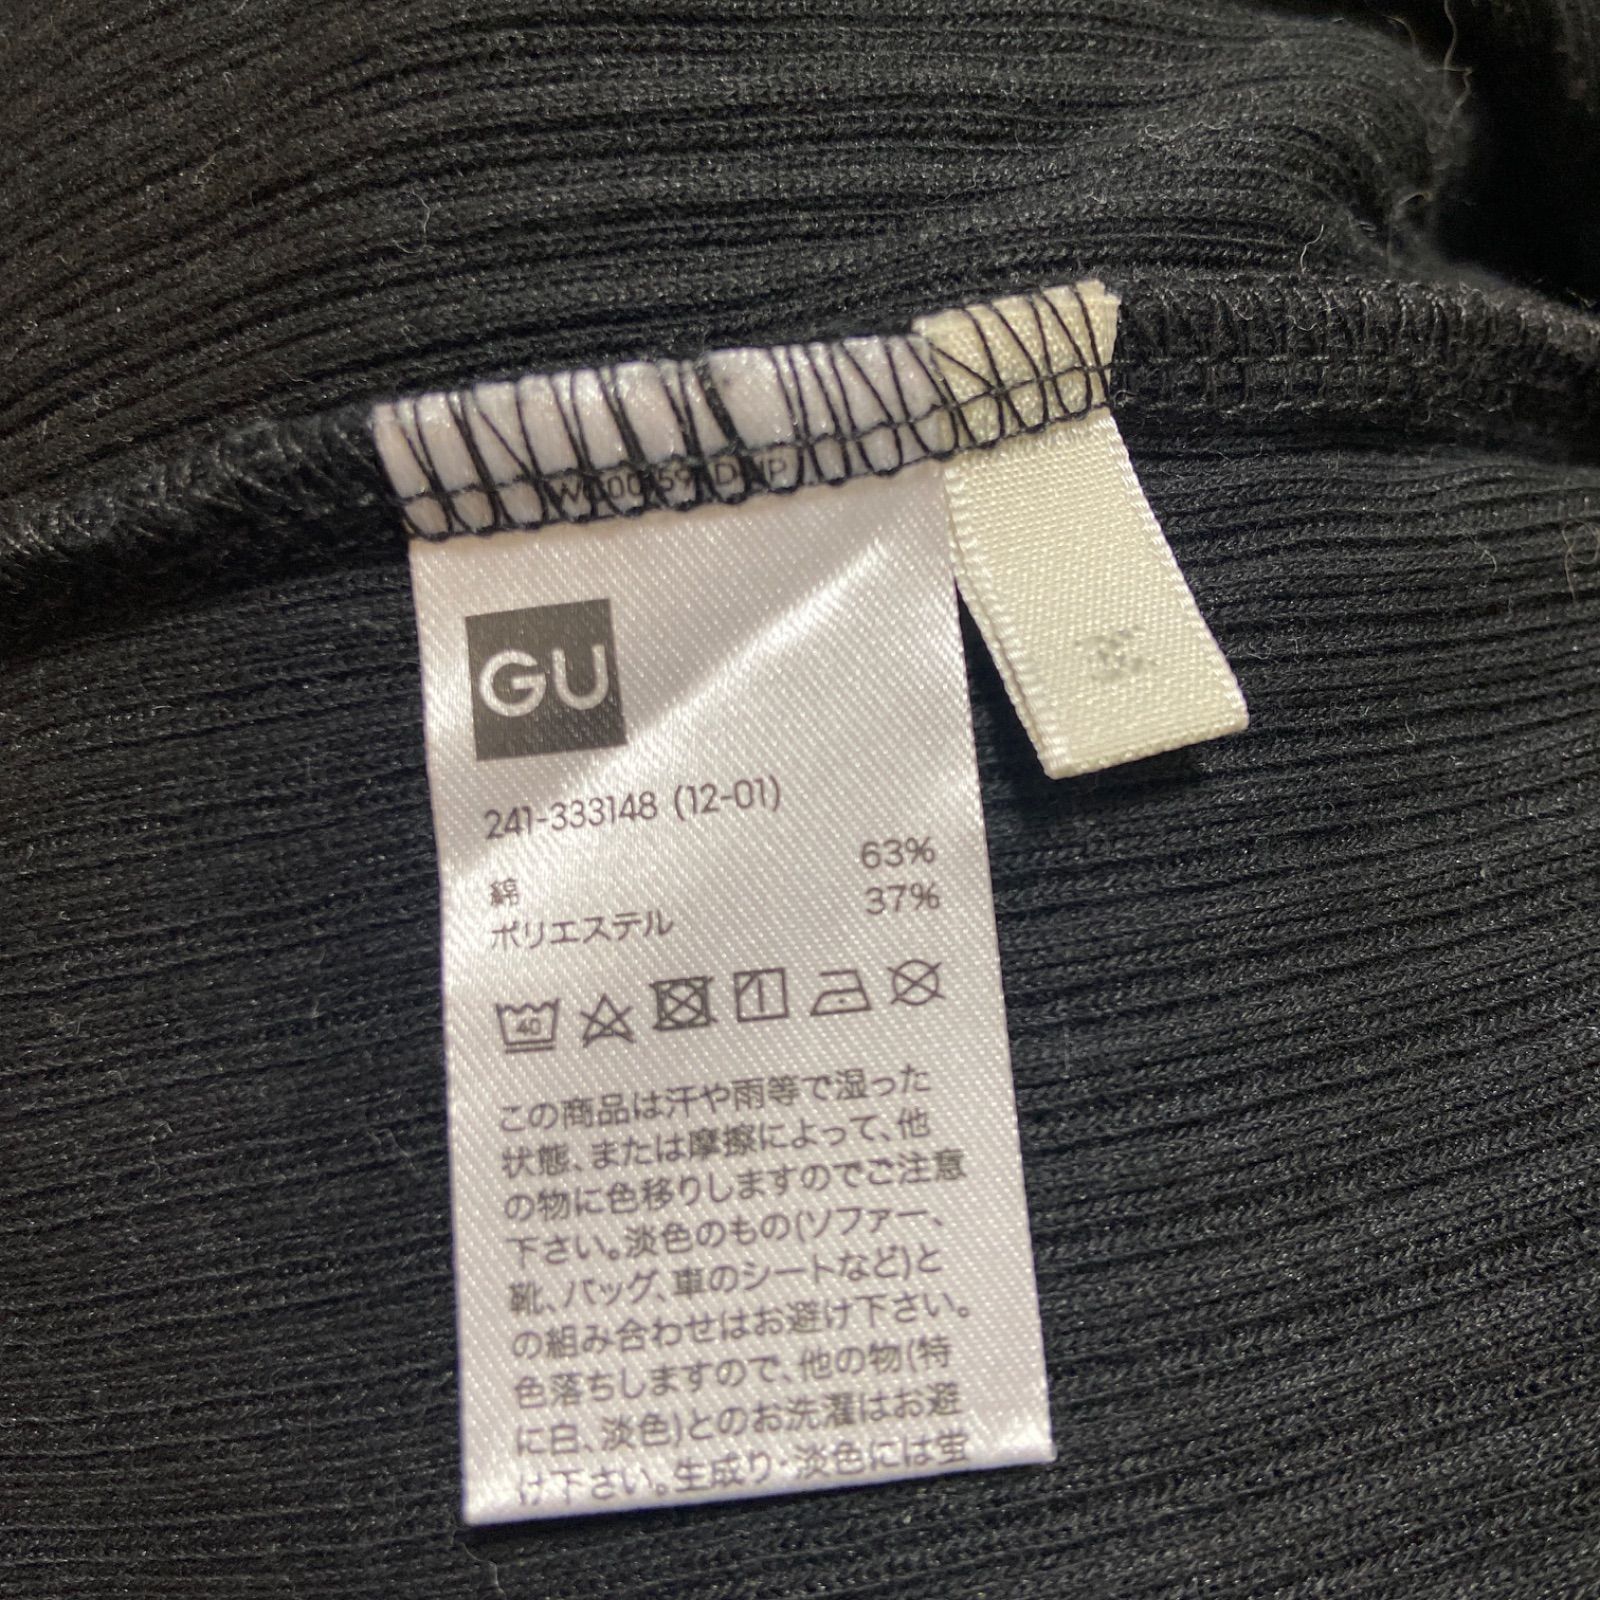 GU
241-333148 (12-01)
綿 63%
ポリエステル 37%
40
この商品は汗や雨等で湿った
状態、または摩擦によって、他
の物に色移りしますのでご注意
下さい。淡色のもの(ソファー、
靴、バッグ、車のシートなど)と
の組み合わせはお避け下さい。
色落ちしますので、他の物(特
に白、淡色)とのお洗濯はお避
け下さい。生成り・淡色には蛍